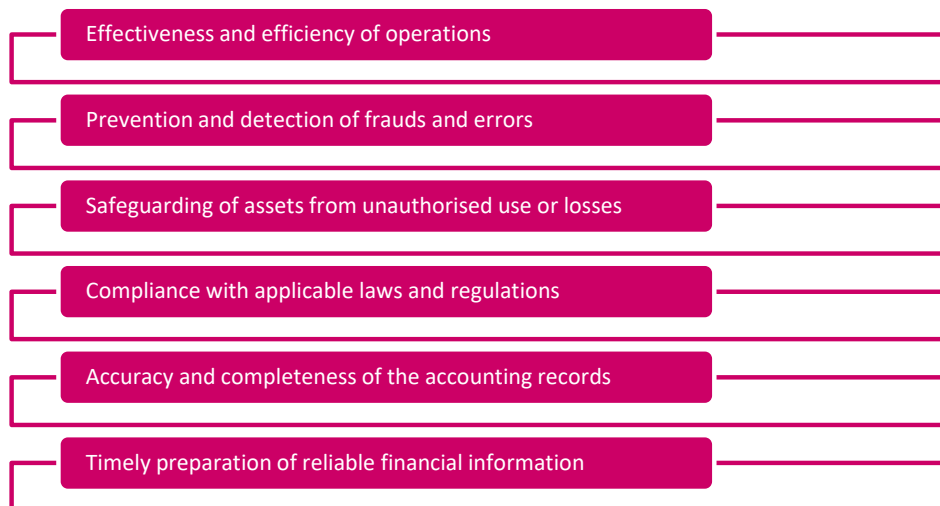 Effectiveness and efficiency of operations
Prevention and detection of frauds and errors
Safeguarding of assets from unauthorised use or losses
Compliance with applicable laws and regulations
Accuracy and completeness of the accounting records
Timely preparation of reliable financial information